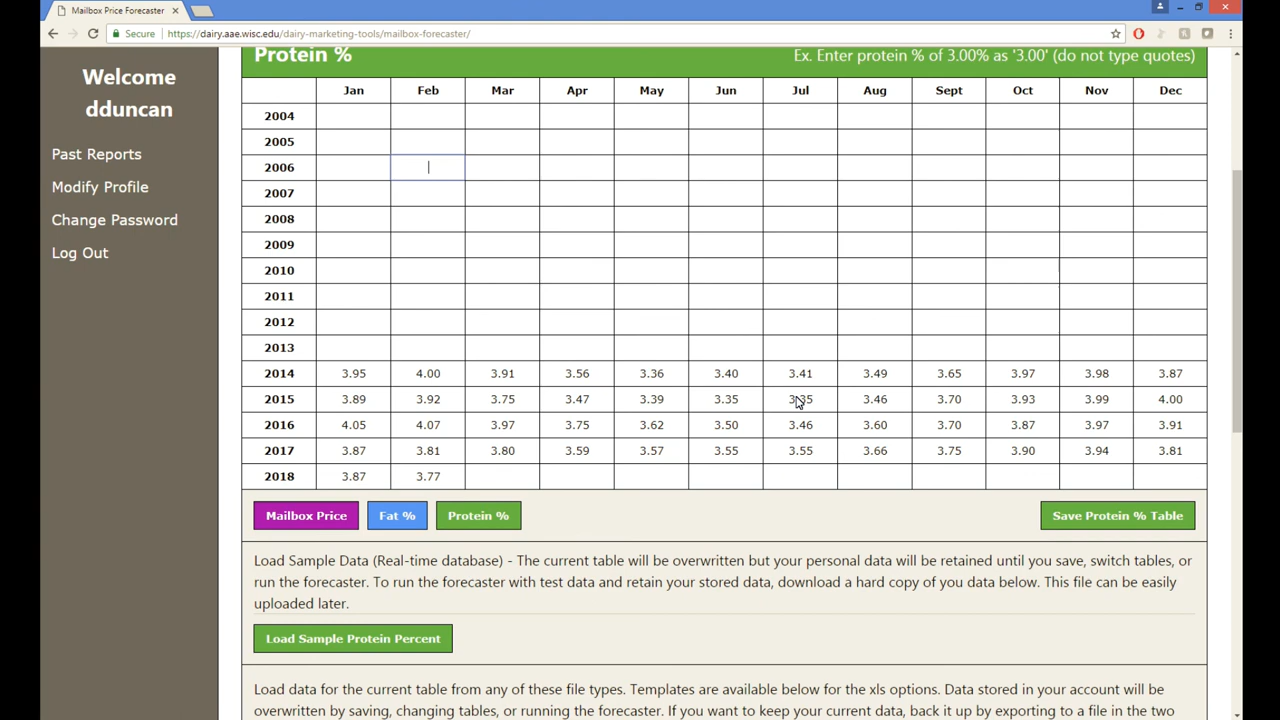 Mailbox Price Forecaster
Secure https://dairy.aae.wisc.edu/dairy-marketing-tools/mailbox-forecaster/
Welcome
dduncan
Past Reports
Modify Profile
Change Password
Log Out
Protein % Ex. Enter protein % of 3.00% as '3.00' (do not type quotes)
Jan Feb Mar Apr May Jun Jul Aug Sept Oct Nov Dec
2004
2005
2006
2007
2008
2009
2010
2011
2012
2013
2014 3.95 4.00 3.91 3.56 3.36 3.40 3.41 3.49 3.65 3.97 3.98 3.87
2015 3.89 3.92 3.75 3.47 3.39 3.35 3.35 3.46 3.70 3.93 3.99 4.00
2016 4.05 4.07 3.97 3.75 3.62 3.50 3.46 3.60 3.70 3.87 3.97 3.91
2017 3.87 3.81 3.80 3.59 3.57 3.55 3.55 3.66 3.75 3.90 3.94 3.81
2018 3.87 3.77
Mailbox Price Fat % Protein % Save Protein % Table
Load Sample Data (Real-time database) - The current table will be overwritten but your personal data will be retained until you save, switch tables, or
run the forecaster. To run the forecaster with test data and retain your stored data, download a hard copy of you data below. This file can be easily
uploaded later.
Load Sample Protein Percent
Load data for the current table from any of these file types. Templates are available below for the xls options. Data stored in your account will be
overwritten by saving, changing tables, or running the forecaster. If you want to keep your current data, back it up by exporting to a file in the two